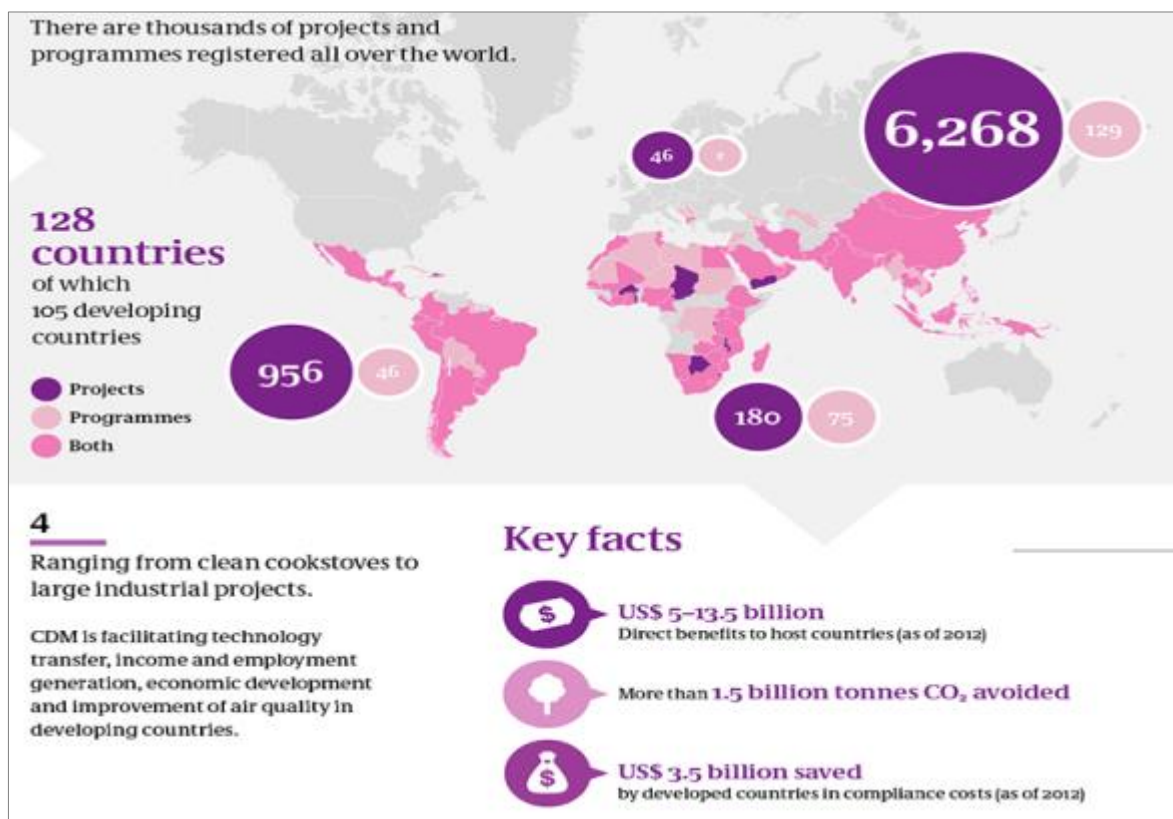 There are thousands of projects and
programmes registered all over the world.
6,268
129
46
128
countries
of which
105 developing
countries
956
46
Projects
Programmes
Both
180
75
4
Ranging from clean cookstoves to
large industrial projects.
CDM is facilitating technology
transfer, income and employment
generation, economic development
and improvement of air quality in
developing countries.
Key facts
US$ 5–13.5 billion
Direct benefits to host countries (as of 2012)
More than 1.5 billion tonnes CO₂ avoided
US$ 3.5 billion saved
by developed countries in compliance costs (as of 2012)